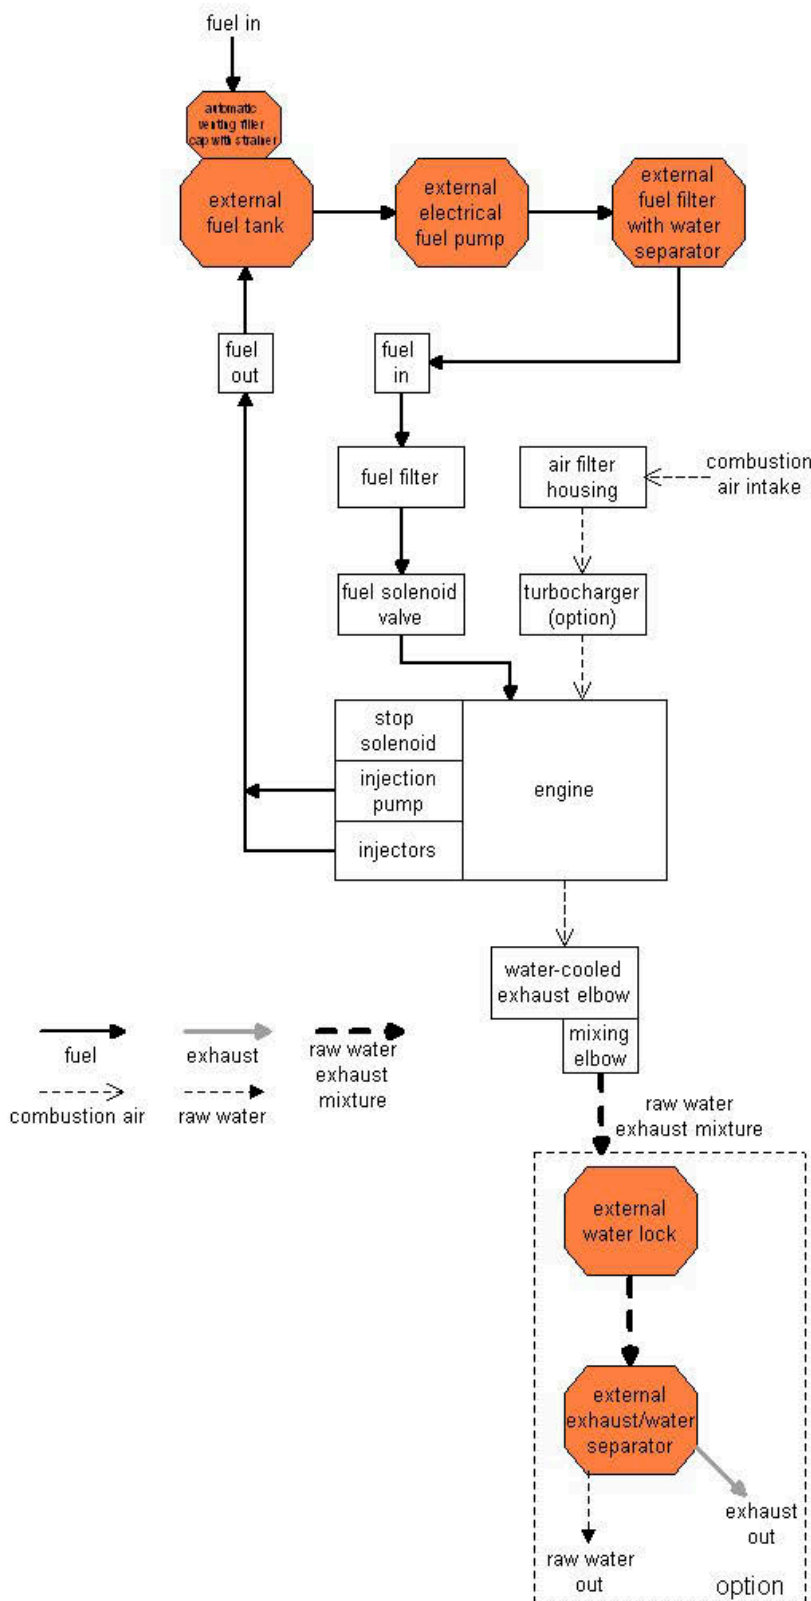 fuel in
automatic
venting filler
cap with strainer
external
fuel tank
external
electrical
fuel pump
external
fuel filter
with water
separator
fuel
out
fuel
in
fuel filter
air filter
housing
combustion
air intake
fuel solenoid
valve
turbocharger
(option)
stop
solenoid
injection
pump
injectors
engine
water-cooled
exhaust elbow
mixing
elbow
fuel
exhaust
raw water
exhaust
mixture
combustion air
raw water
raw water
exhaust mixture
external
water lock
external
exhaust/water
separator
exhaust
out
raw water
out
option